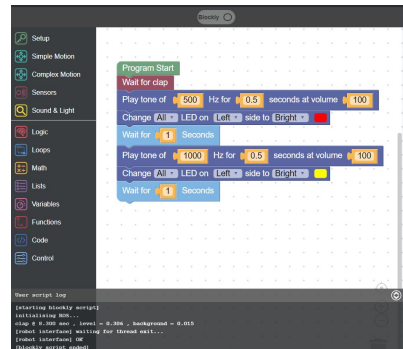 Blockly
Setup
Simple Motion
Complex Motion
Sensors
Sound & Light
Logic
Loops
Math
Lists
Variables
Functions
Code
Control
Program Start
Wait for clap
Play tone of 500 Hz for 0.5 seconds at volume 100
Change All LED on Left side to Bright
Wait for 1 Seconds
Play tone of 1000 Hz for 0.5 seconds at volume 100
Change All LED on Left side to Bright
Wait for 1 Seconds
User script log
[starting blockly script]
initialising ROS...
clap @ 0.300 sec , level = 0.306 , background = 0.015
[robot interface] waiting for thread exit...
[robot interface] OK
[blockly script ended]